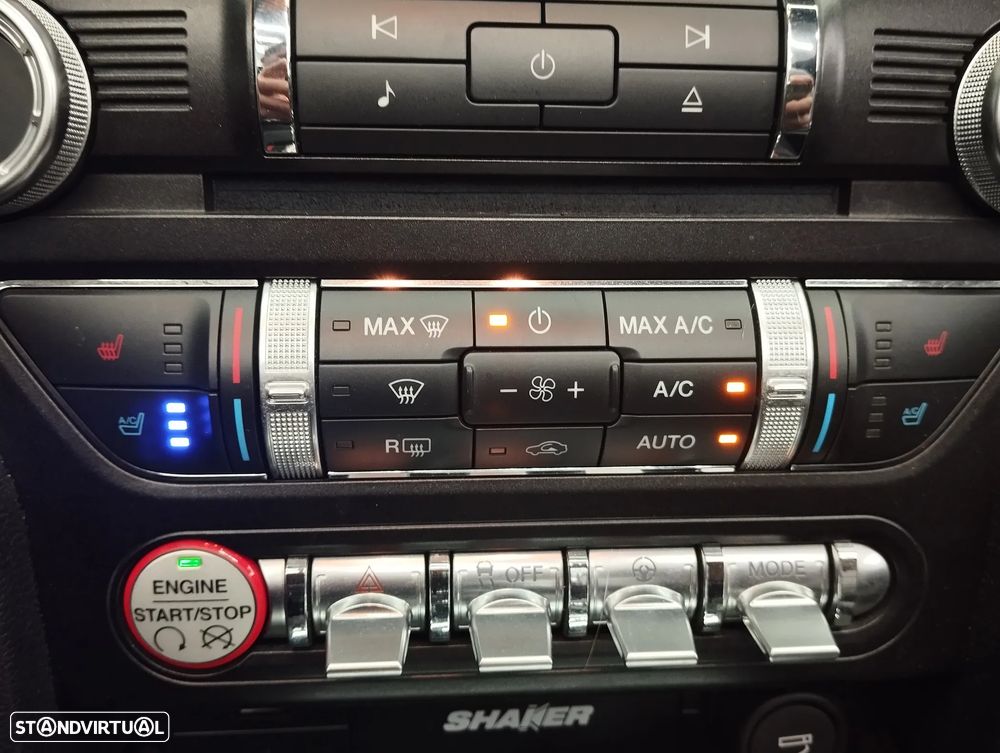 MAX
MAX A/C
- +
A/C
A/C
A/C
R
AUTO
ENGINE
START/STOP
OFF
MODE
SHAKER
STANDVIRTUAL